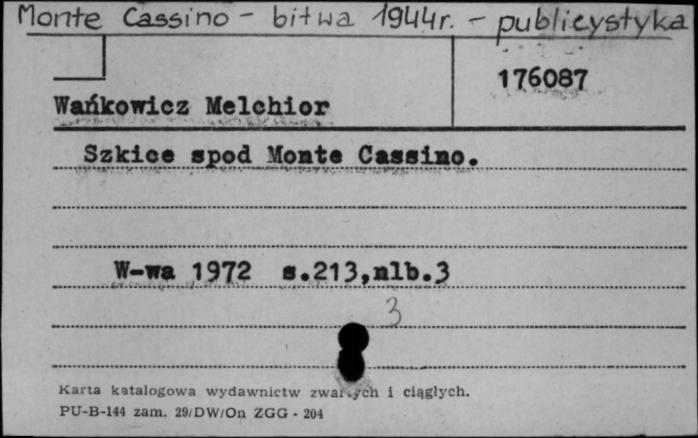 Monte Cassino - bitwa 1944r. - publicystyka
176087
Wańkowicz Melchior
Szkice spod Monte Cassino.
W-wa 1972 s.213,nlb.3
3
Karta katalogowa wydawnictw zwartych i ciągłych.
PU-B-144 zam. 29/DW/On ZGG - 204